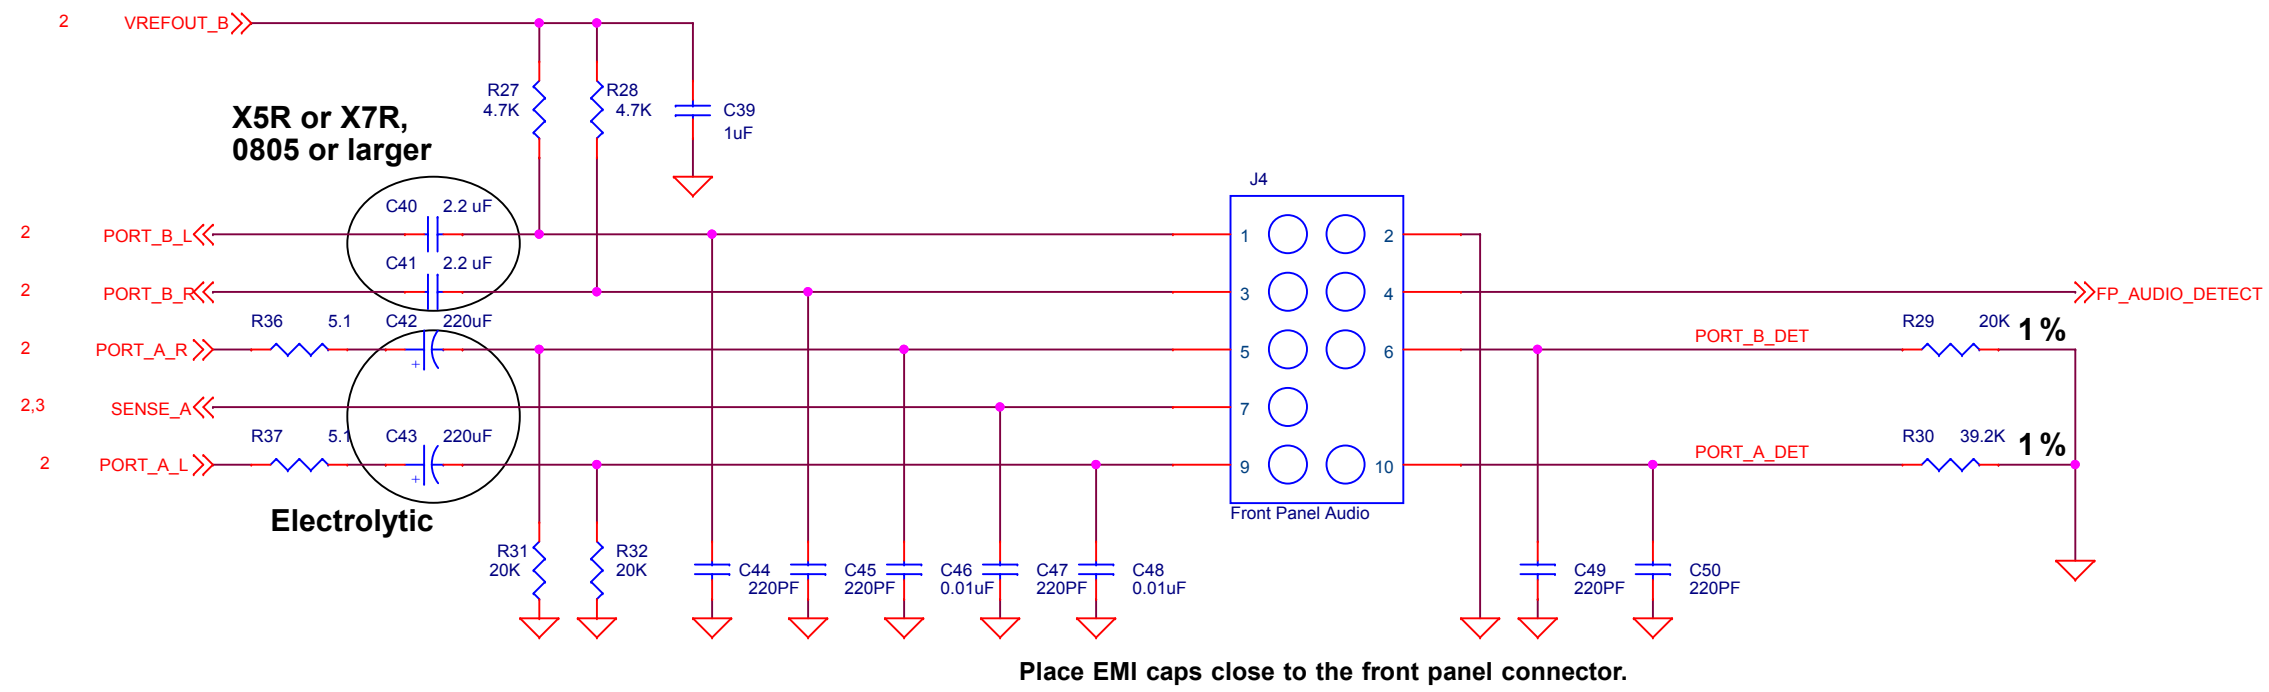 2 VREFOUT_B
R27
4.7K
R28
4.7K
C39
1uF
X5R or X7R,
0805 or larger
J4
C40 2.2 uF
2 PORT_B_L
1 2
C41 2.2 uF
2 PORT_B_R
3 4
FP_AUDIO_DETECT
R36 5.1 C42 220uF
+
2 PORT_A_R
5 6
PORT_B_DET
R29 20K 1%
2,3 SENSE_A
7
R37 5.1 C43 220uF
+
2 PORT_A_L
9 10
PORT_A_DET
R30 39.2K 1%
Electrolytic
Front Panel Audio
R31
20K
R32
20K
C44
220PF
C45
220PF
C46
0.01uF
C47
220PF
C48
0.01uF
C49
220PF
C50
220PF
Place EMI caps close to the front panel connector.